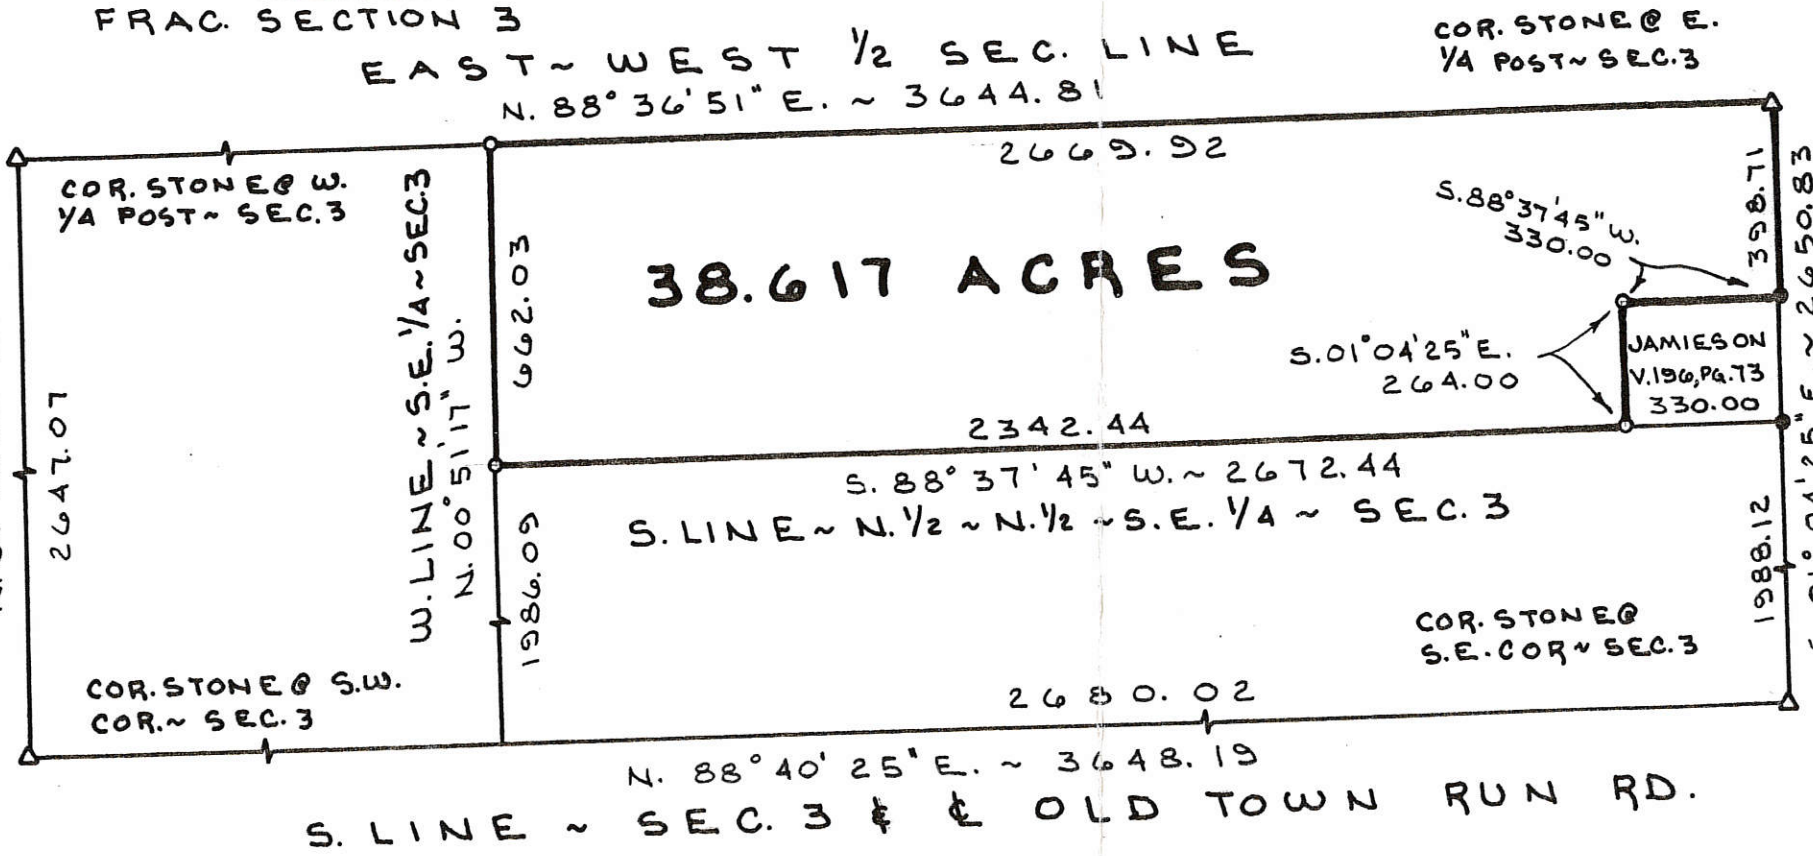 FRAC. SECTION 3
EAST~WEST 1/2 SEC. LINE
N. 88° 36' 51" E. ~ 3644.81
COR. STONE @ E.
1/4 POST ~ SEC. 3
2669.92
COR. STONE @ W.
1/4 POST ~ SEC. 3
W. LINE ~ S.E. 1/4 ~ SEC. 3
N. 00° 51' 17" W.
662.03
38.617 ACRES
S. 88° 37' 45" W.
330.00
398.71
2650.83
S. 01° 04' 25" E.
264.00
JAMIESON
V.196, PG. 73
330.00
2647.07
2342.44
S. 88° 37' 45" W. ~ 2672.44
S. LINE ~ N. 1/2 ~ N. 1/2 ~ S.E. 1/4 ~ SEC. 3
1986.09
1988.12
COR. STONE @
S.E. COR ~ SEC. 3
COR. STONE @ S.W.
COR. ~ SEC. 3
2680.02
N. 88° 40' 25" E. ~ 3648.19
S. LINE ~ SEC. 3 & ℄ OLD TOWN RUN RD.